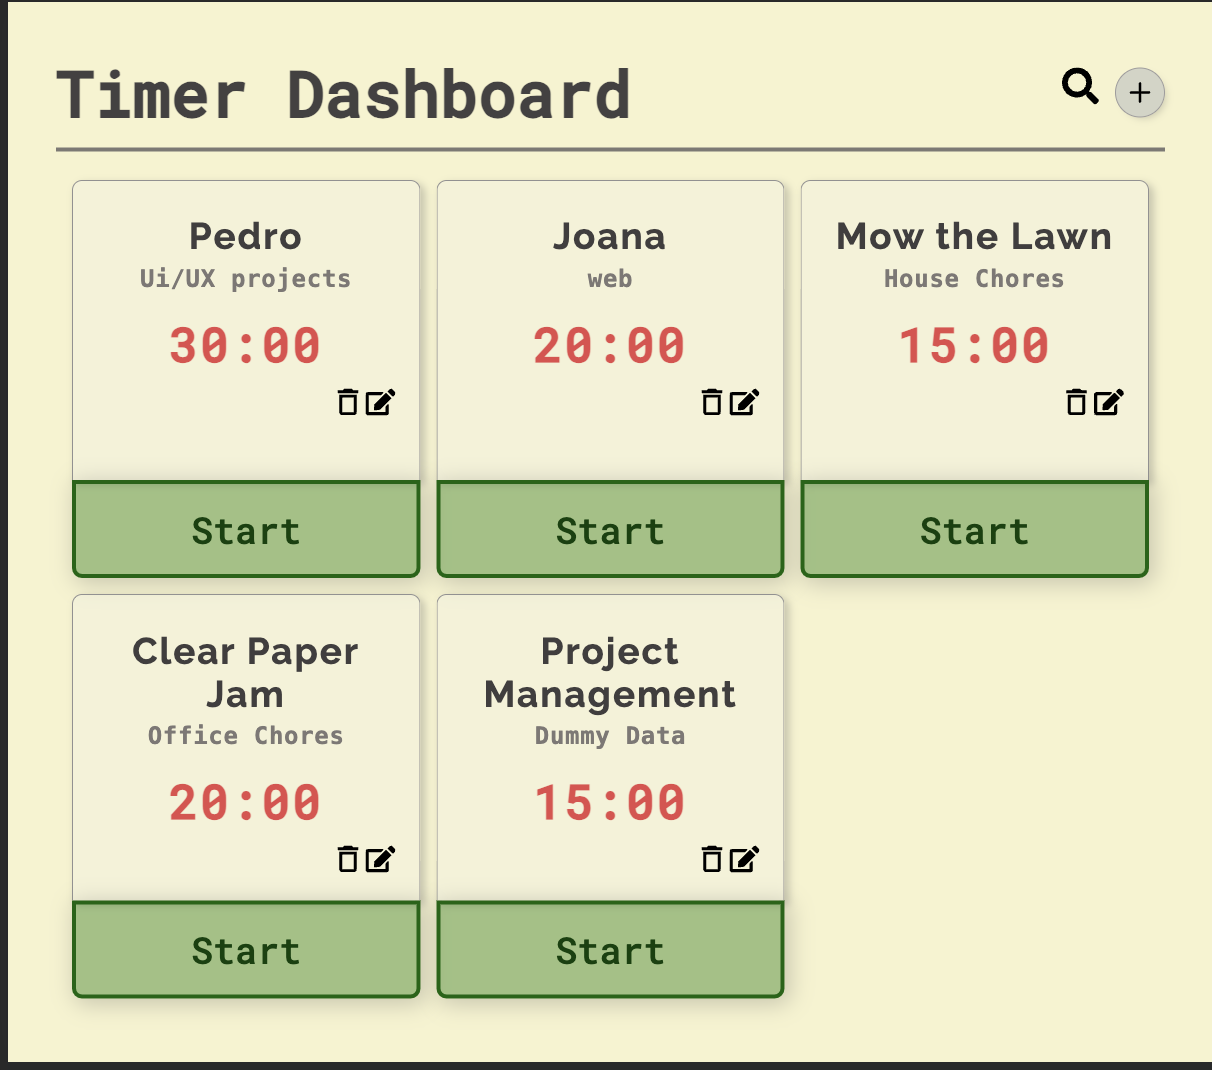 Timer Dashboard
Pedro
Ui/UX projects
30:00
Start
Joana
web
20:00
Start
Mow the Lawn
House Chores
15:00
Start
Clear Paper
Jam
Office Chores
20:00
Start
Project
Management
Dummy Data
15:00
Start